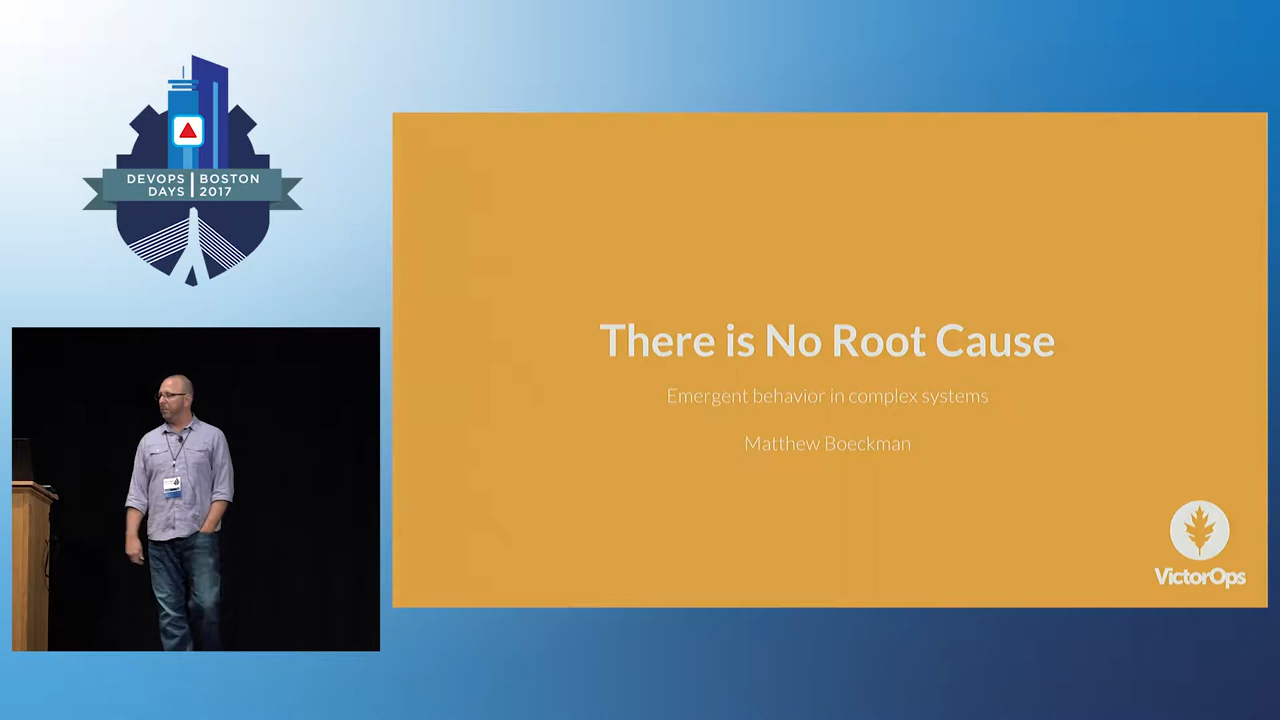 DEVOPS BOSTON
DAYS 2017
There is No Root Cause
Emergent behavior in complex systems
Matthew Boeckman
VictorOps